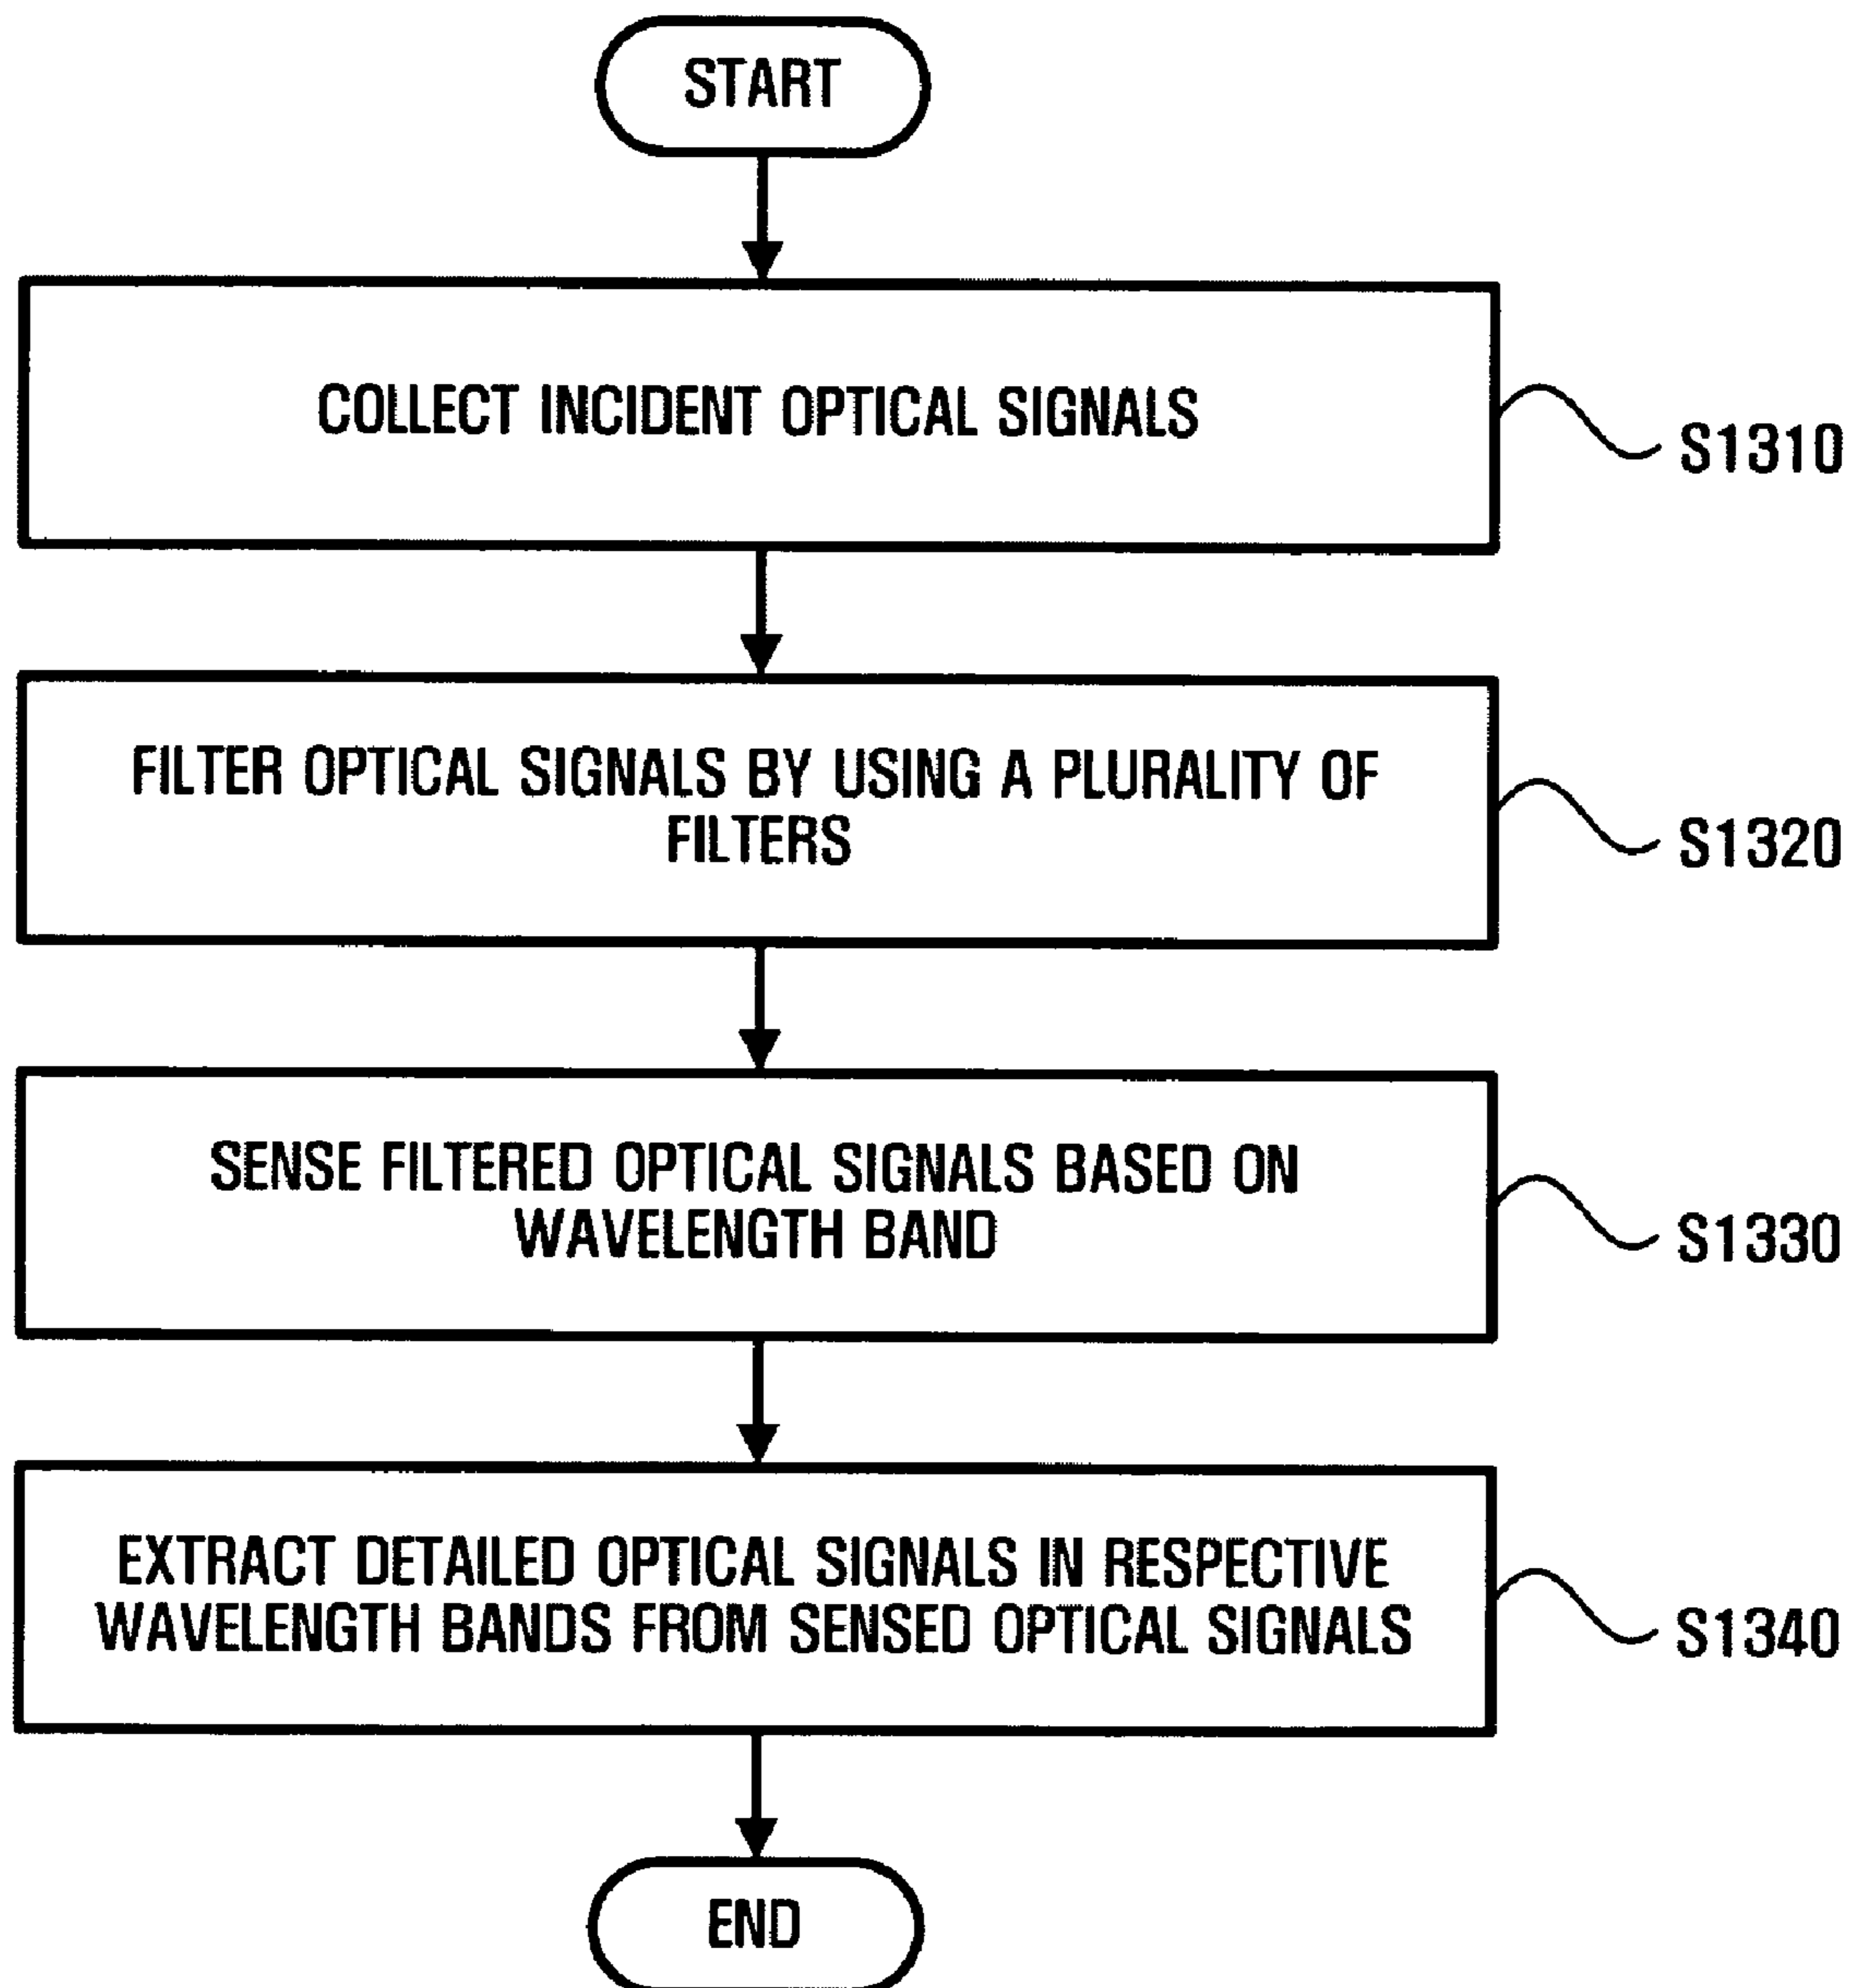 START
COLLECT INCIDENT OPTICAL SIGNALS
S1310
FILTER OPTICAL SIGNALS BY USING A PLURALITY OF
FILTERS
S1320
SENSE FILTERED OPTICAL SIGNALS BASED ON
WAVELENGTH BAND
S1330
EXTRACT DETAILED OPTICAL SIGNALS IN RESPECTIVE
WAVELENGTH BANDS FROM SENSED OPTICAL SIGNALS
S1340
END